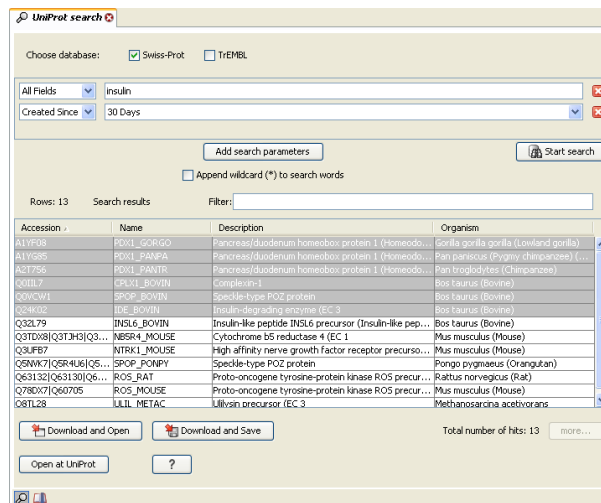 UniProt search
Choose database: Swiss-Prot TrEMBL
All Fields insulin
Created Since 30 Days
Add search parameters Start search
Append wildcard (*) to search words
Rows: 13 Search results Filter:
Accession Name Description Organism
A1YF08 PDX1_GORGO Pancreas/duodenum homeobox protein 1 (Homeodo... Gorilla gorilla gorilla (Lowland gorilla)
A1YG85 PDX1_PANPA Pancreas/duodenum homeobox protein 1 (Homeodo... Pan paniscus (Pygmy chimpanzee) (...
A2T756 PDX1_PANTR Pancreas/duodenum homeobox protein 1 (Homeodo... Pan troglodytes (Chimpanzee)
Q0IIL7 CPLX1_BOVIN Complexin-1 Bos taurus (Bovine)
Q0VCW1 SPOP_BOVIN Speckle-type POZ protein Bos taurus (Bovine)
Q24K02 IDE_BOVIN Insulin-degrading enzyme (EC 3 Bos taurus (Bovine)
Q32L79 INSL6_BOVIN Insulin-like peptide INSL6 precursor (Insulin-like pep... Bos taurus (Bovine)
Q3TDX8|Q3TJH3|Q3... NB5R4_MOUSE Cytochrome b5 reductase 4 (EC 1 Mus musculus (Mouse)
Q3UFB7 NTRK1_MOUSE High affinity nerve growth factor receptor precurso... Mus musculus (Mouse)
Q5NVK7|Q5R4U6|Q5... SPOP_PONPY Speckle-type POZ protein Pongo pygmaeus (Orangutan)
Q63132|Q63130|Q6... ROS_RAT Proto-oncogene tyrosine-protein kinase ROS precur... Rattus norvegicus (Rat)
Q78DX7|Q60705 ROS_MOUSE Proto-oncogene tyrosine-protein kinase ROS precur... Mus musculus (Mouse)
Q8TL28 ULIL_METAC Ulilysin precursor (EC 3 Methanosarcina acetivorans
Download and Open Download and Save Total number of hits: 13 more...
Open at UniProt ?